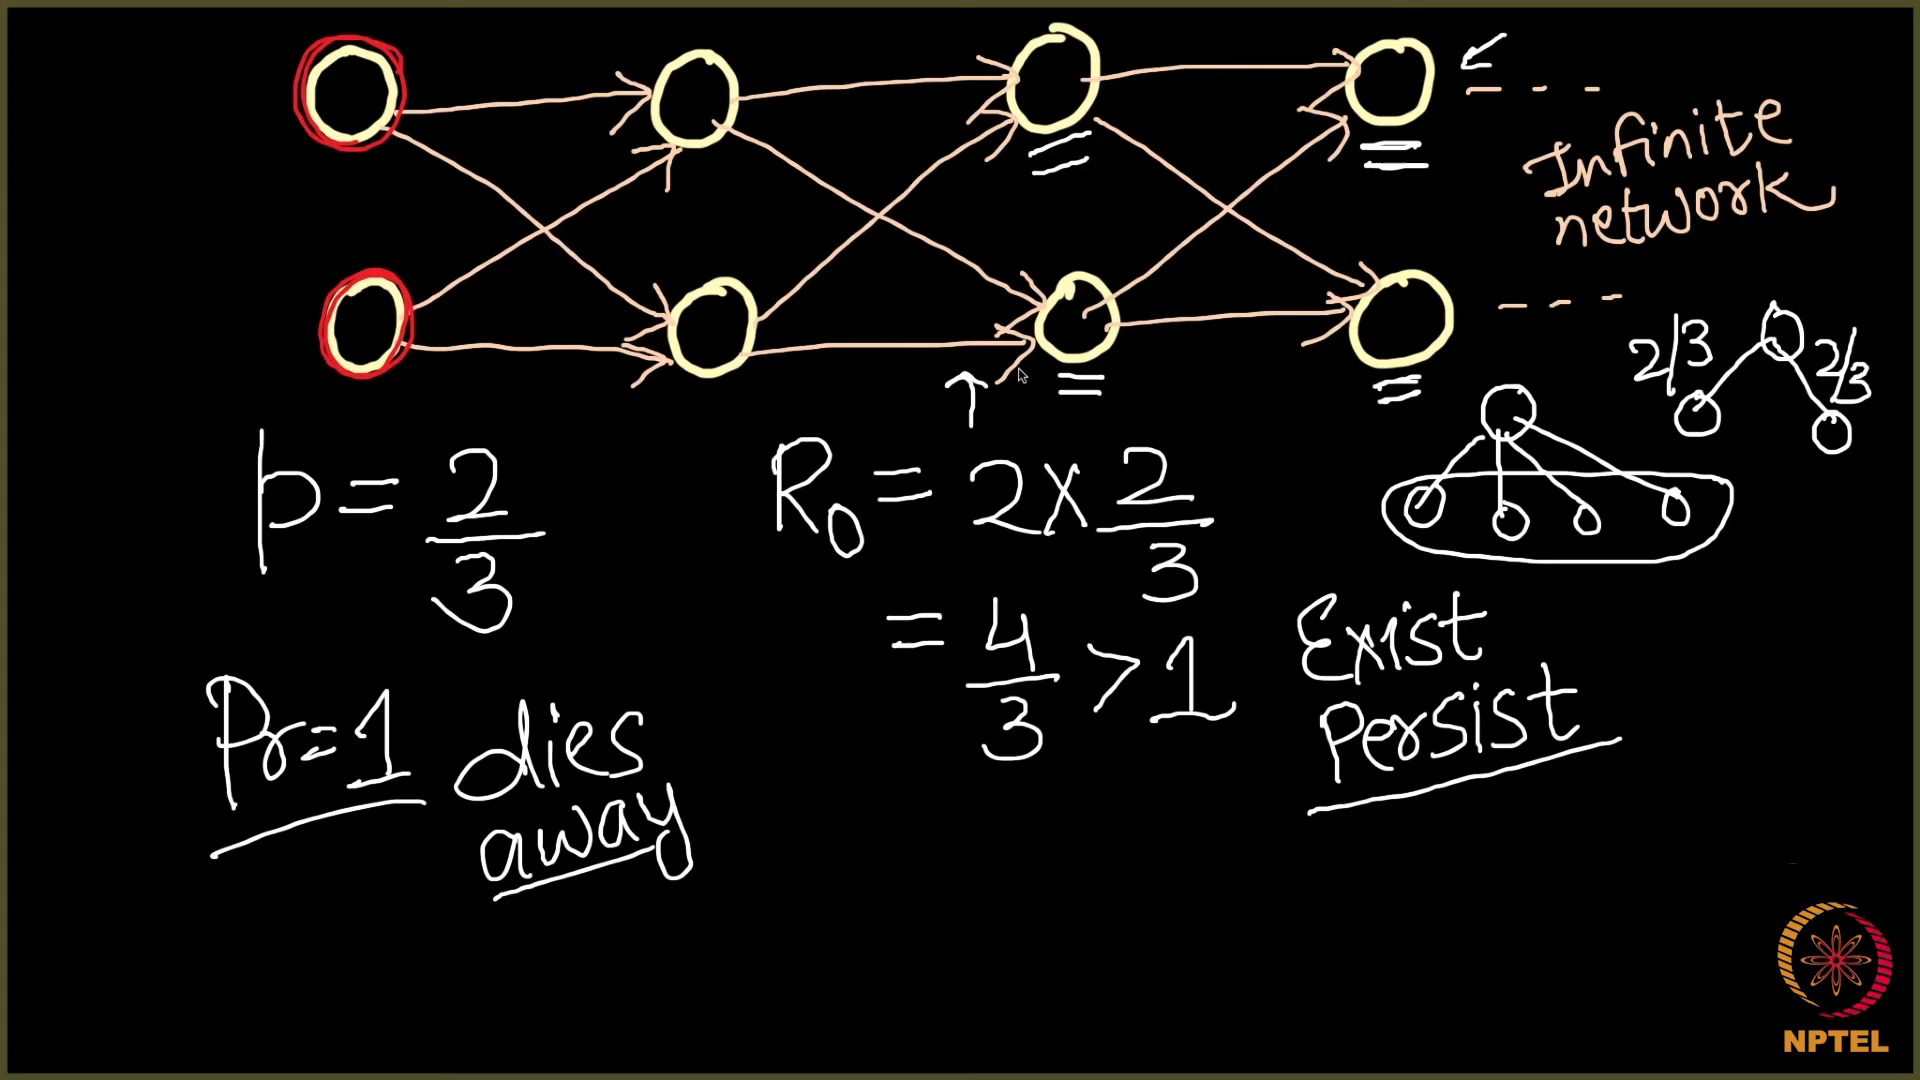 Infinite
network
2/3 2/3
p = 2/3 R0 = 2 × 2/3
= 4/3 > 1
Exist
Persist
Pr = 1 dies
away
NPTEL